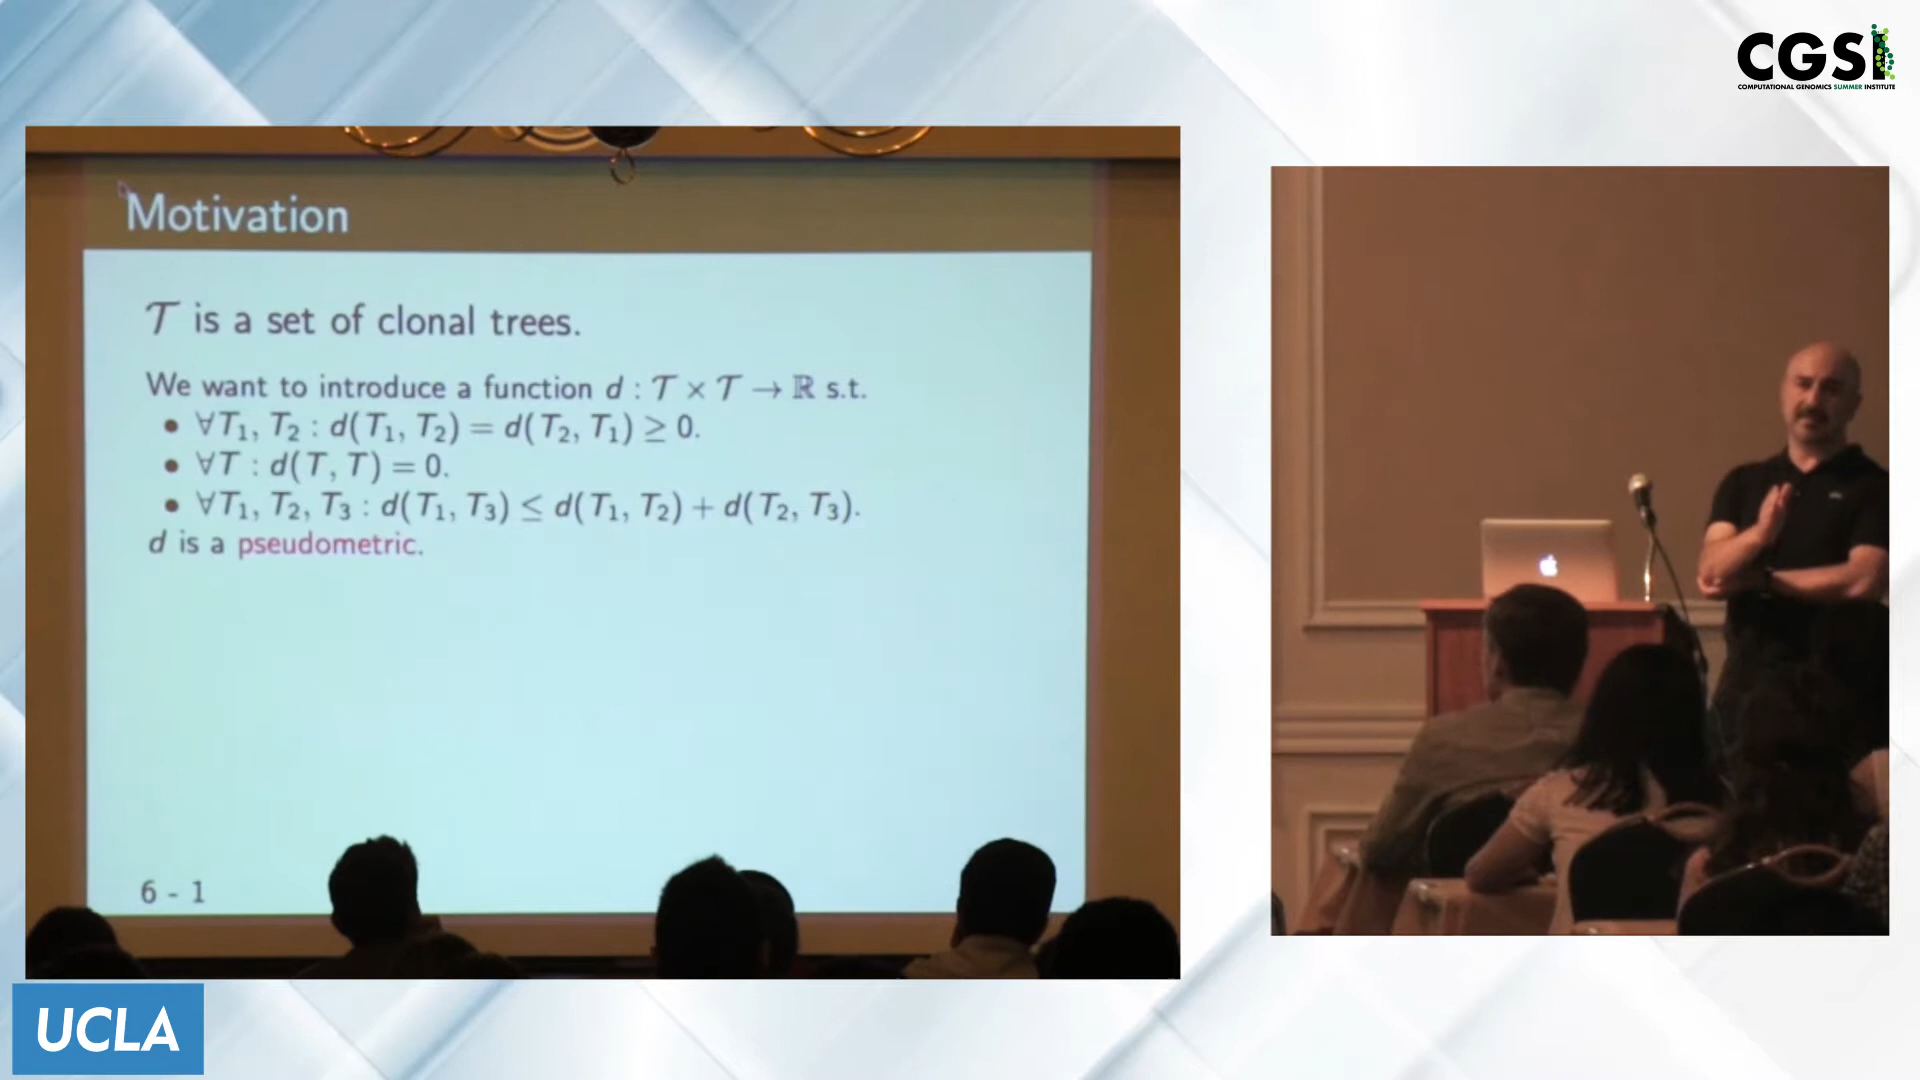 CGSI
COMPUTATIONAL GENOMICS SUMMER INSTITUTE
Motivation
𝒯 is a set of clonal trees.
We want to introduce a function d : 𝒯 × 𝒯 → ℝ s.t.
• ∀T₁, T₂ : d(T₁, T₂) = d(T₂, T₁) ≥ 0.
• ∀T : d(T, T) = 0.
• ∀T₁, T₂, T₃ : d(T₁, T₃) ≤ d(T₁, T₂) + d(T₂, T₃).
d is a pseudometric.
6 - 1
UCLA